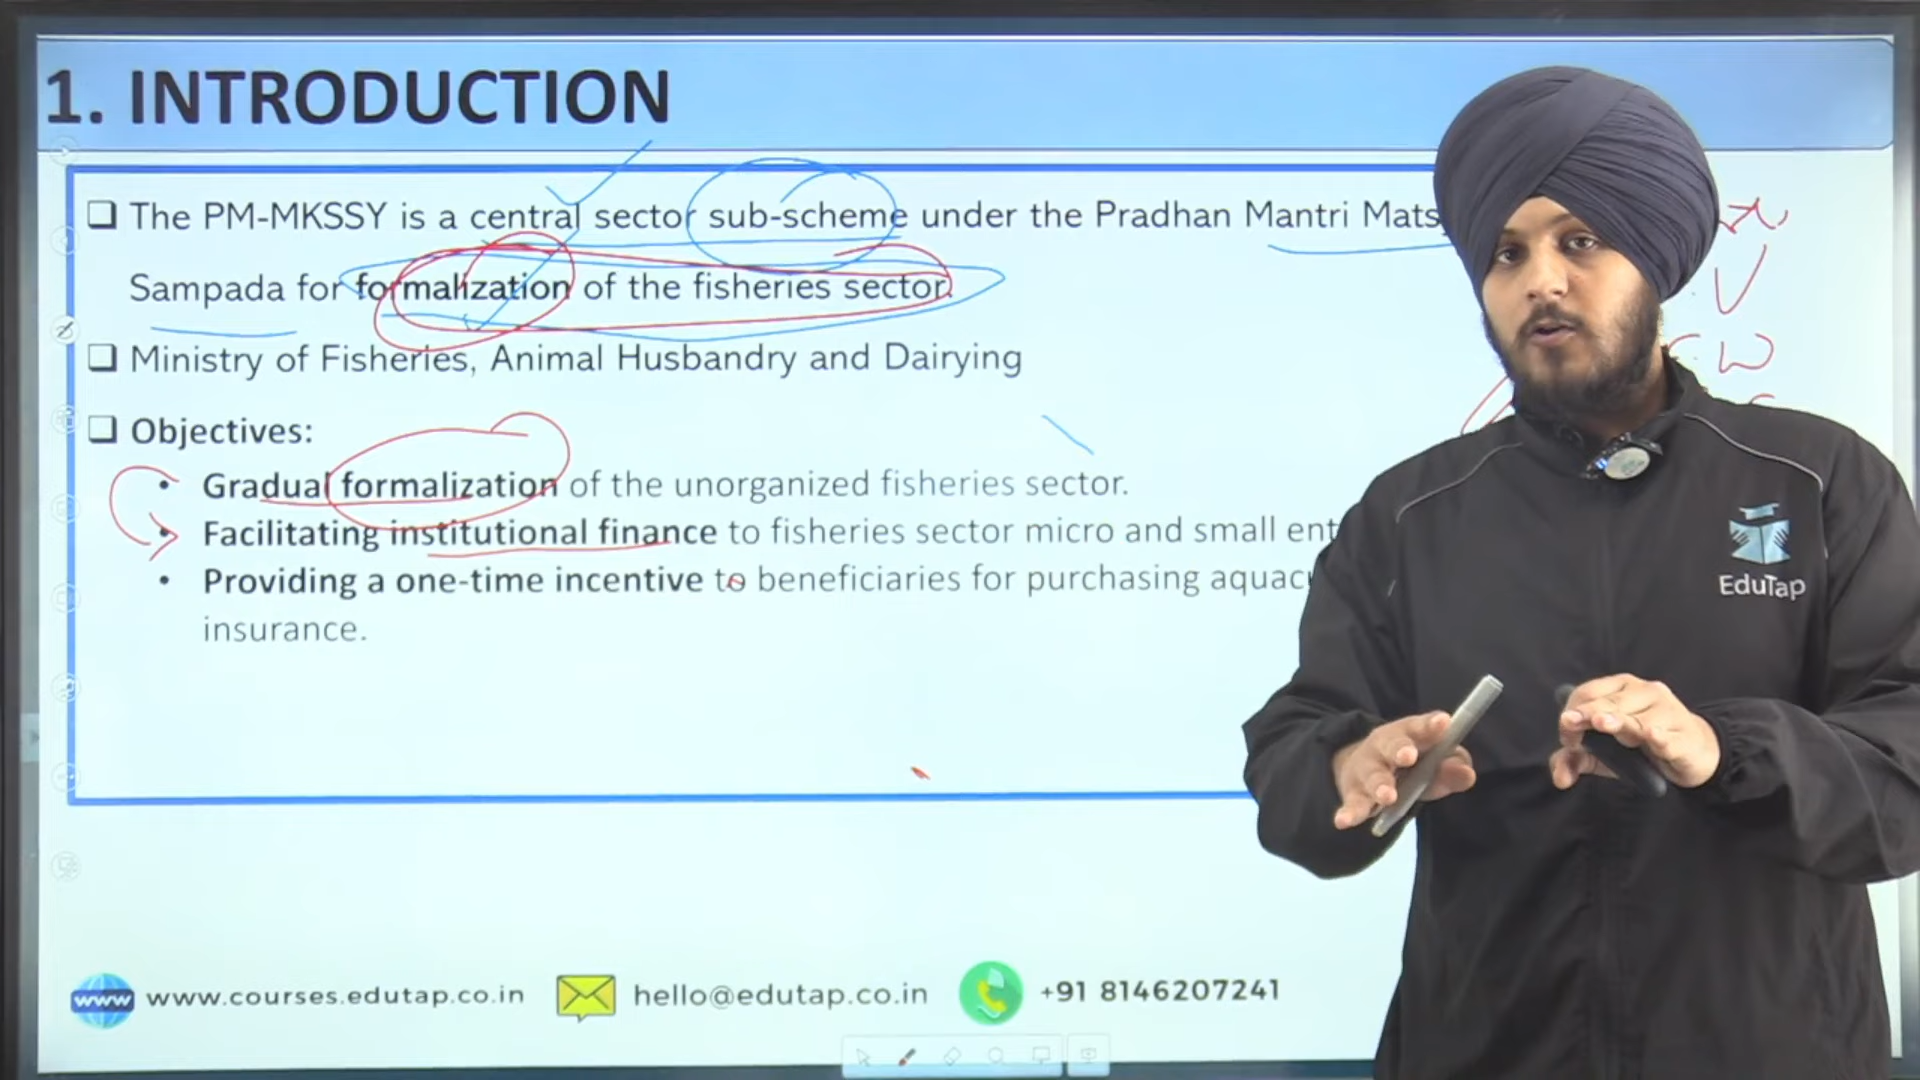 1. INTRODUCTION
The PM-MKSSY is a central sector sub-scheme under the Pradhan Mantri Mats
Sampada for formalization of the fisheries sector.
Ministry of Fisheries, Animal Husbandry and Dairying
Objectives:
• Gradual formalization of the unorganized fisheries sector.
• Facilitating institutional finance to fisheries sector micro and small ent
• Providing a one-time incentive to beneficiaries for purchasing aquac
insurance.
EduTap
www www.courses.edutap.co.in hello@edutap.co.in +91 8146207241